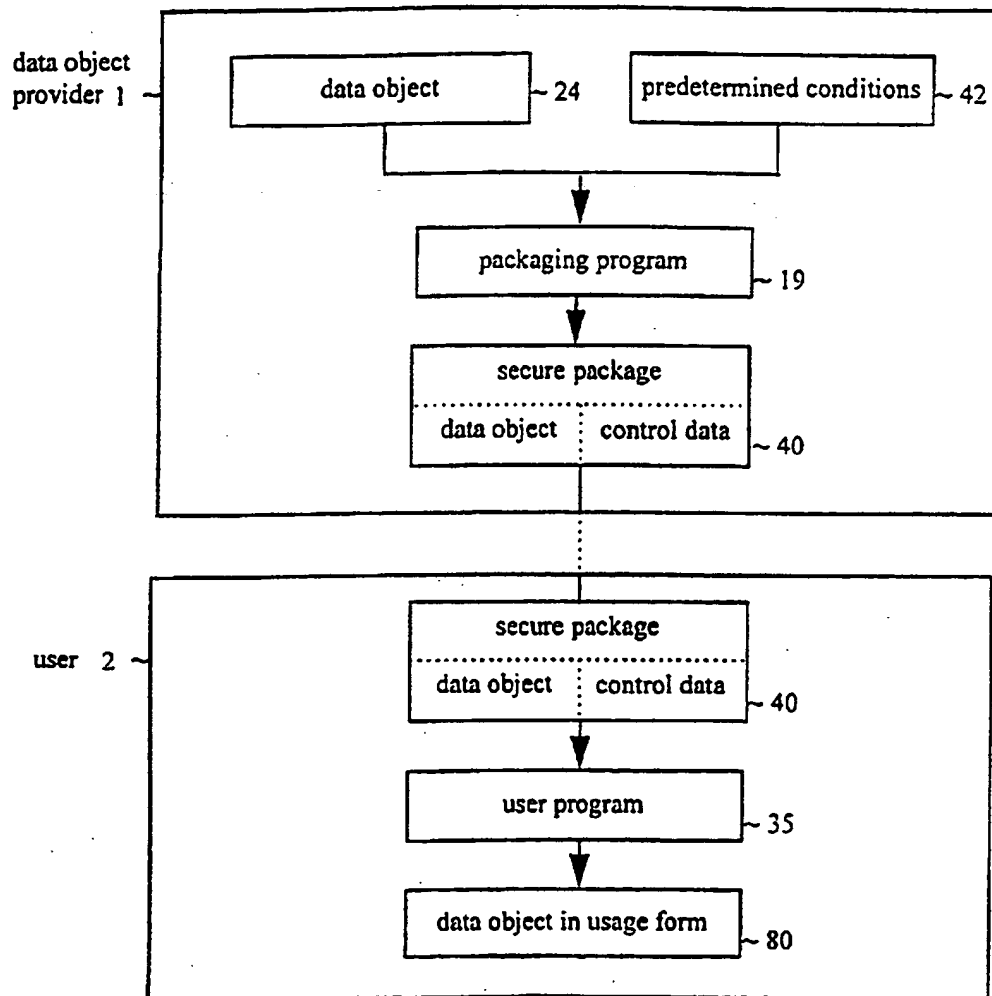 data object
provider 1 ~
data object
~ 24
predetermined conditions
~ 42
packaging program
~ 19
secure package
data object
control data
~ 40
secure package
user 2 ~
data object
control data
~ 40
user program
~ 35
data object in usage form
~ 80